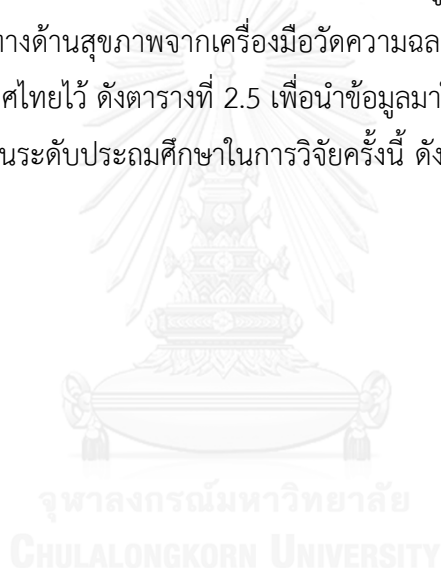 ทางด้านสุขภาพจากเครื่องมือวัดความฉล
ศไทยไว้ ดังตารางที่ 2.5 เพื่อนำข้อมูลมาใ
นระดับประถมศึกษาในการวิจัยครั้งนี้ ดัง
จุฬาลงกรณ์มหาวิทยาลัย
CHULALONGKORN UNIVERSITY